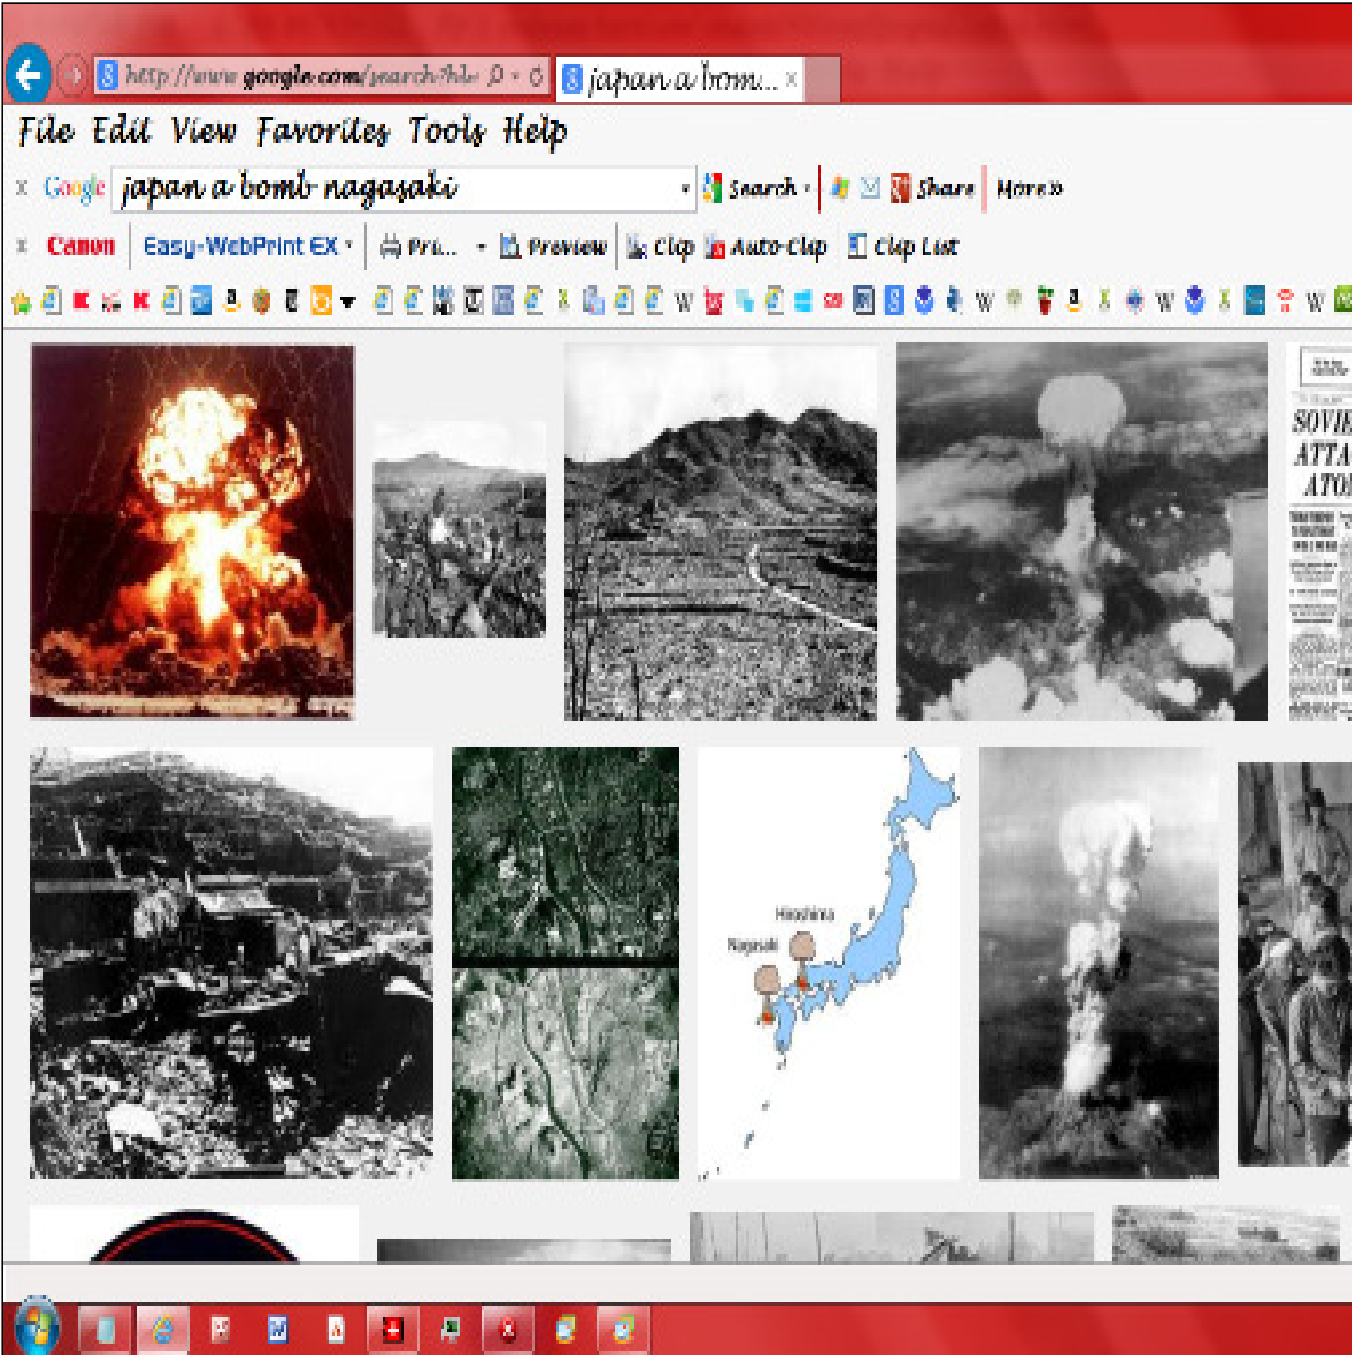 http://www.google.com/search?hl= japan a bom...
File Edit View Favorites Tools Help
x Google japan a bomb nagasaki Search Share More »
x Canon Easy-WebPrint EX Pri... Preview Clip Auto Clip Clip List
SOVIE
ATTA
ATO
Hiroshima
Nagasaki